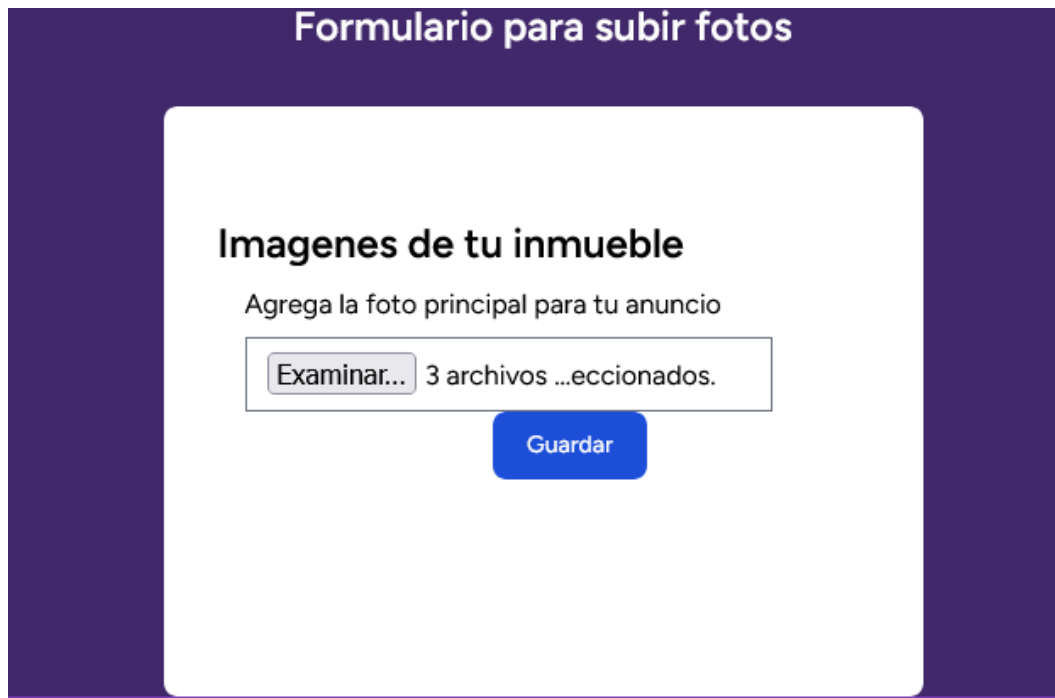 Formulario para subir fotos
Imagenes de tu inmueble
Agrega la foto principal para tu anuncio
Examinar... 3 archivos ...eccionados.
Guardar